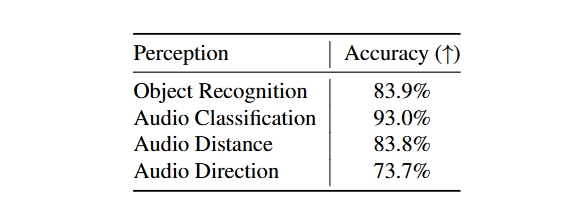 Perception Accuracy (↑)
Object Recognition 83.9%
Audio Classification 93.0%
Audio Distance 83.8%
Audio Direction 73.7%